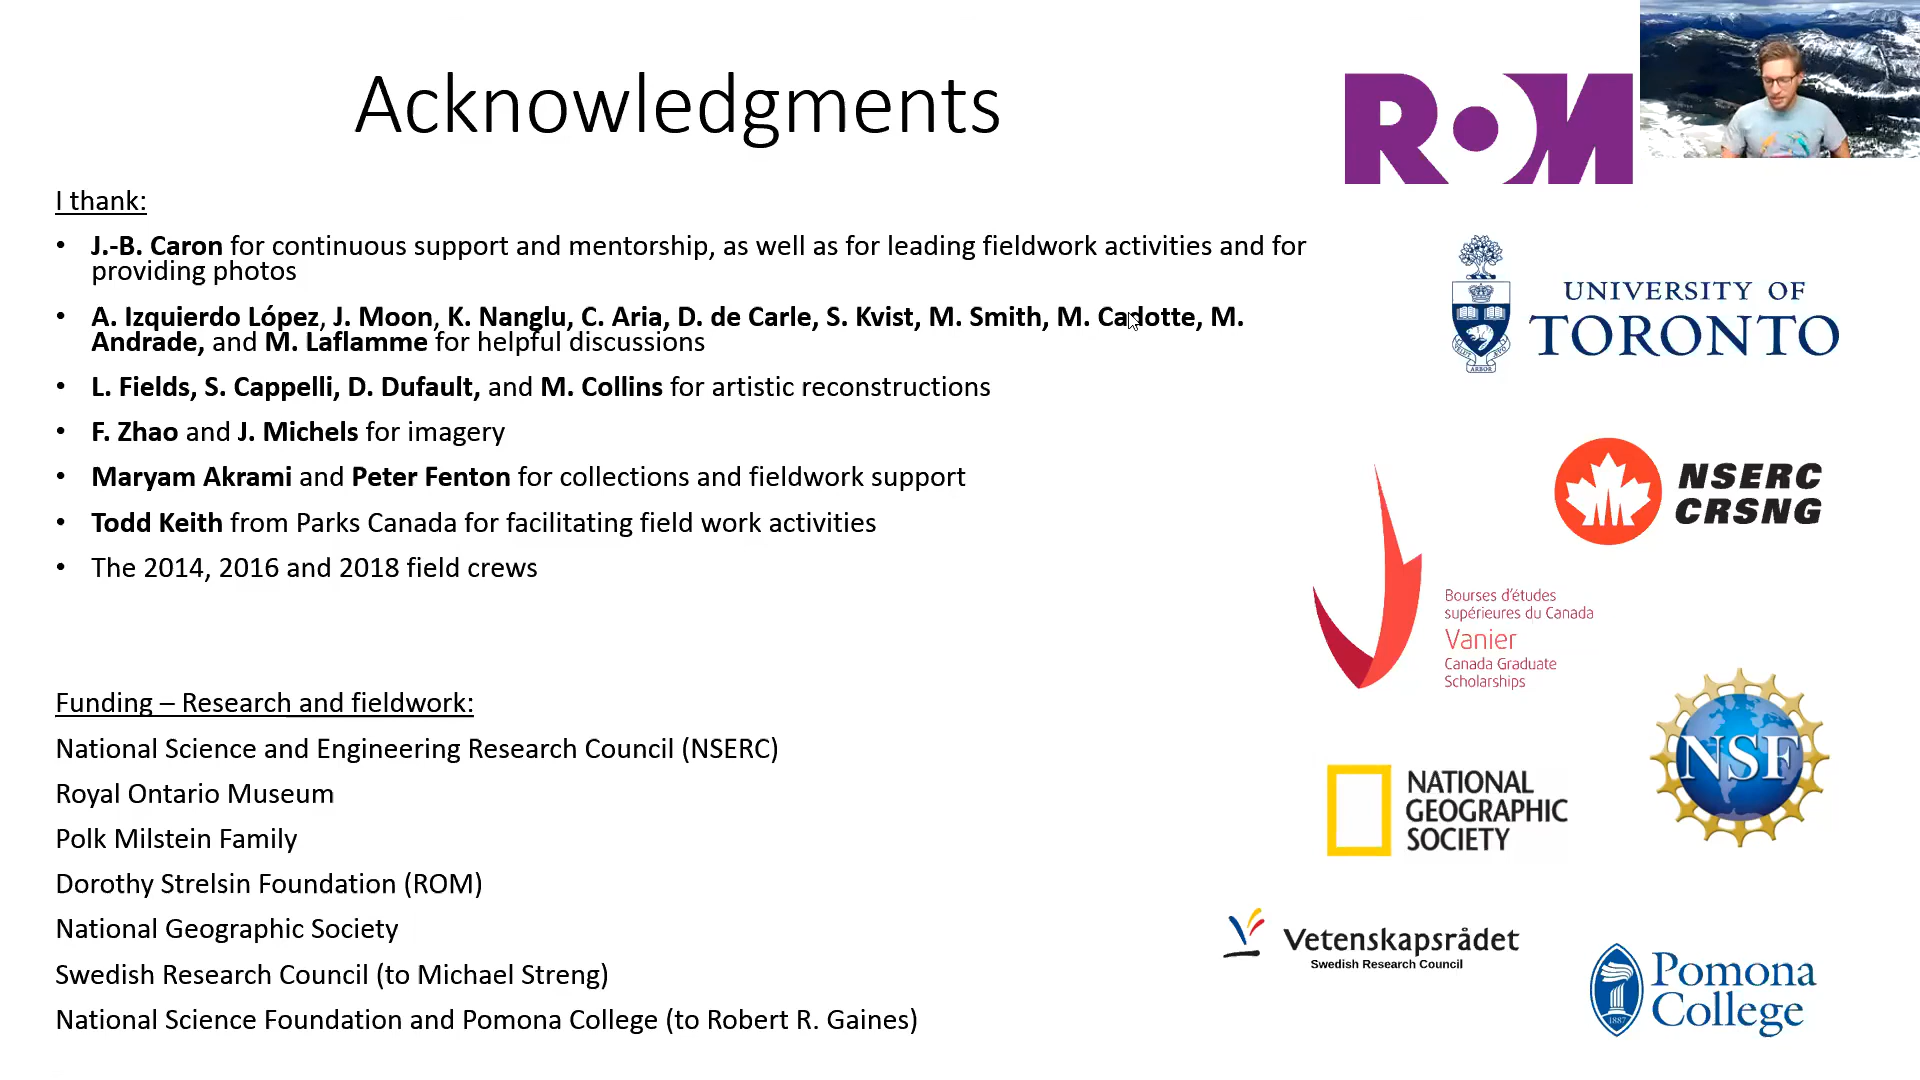 Acknowledgments
ROM
I thank:
• J.-B. Caron for continuous support and mentorship, as well as for leading fieldwork activities and for
providing photos
• A. Izquierdo López, J. Moon, K. Nanglu, C. Aria, D. de Carle, S. Kvist, M. Smith, M. Cadotte, M.
Andrade, and M. Laflamme for helpful discussions
• L. Fields, S. Cappelli, D. Dufault, and M. Collins for artistic reconstructions
• F. Zhao and J. Michels for imagery
• Maryam Akrami and Peter Fenton for collections and fieldwork support
• Todd Keith from Parks Canada for facilitating field work activities
• The 2014, 2016 and 2018 field crews
Funding – Research and fieldwork:
National Science and Engineering Research Council (NSERC)
Royal Ontario Museum
Polk Milstein Family
Dorothy Strelsin Foundation (ROM)
National Geographic Society
Swedish Research Council (to Michael Streng)
National Science Foundation and Pomona College (to Robert R. Gaines)
UNIVERSITY OF
TORONTO
ARBOR
NSERC
CRSNG
Bourses d'études
supérieures du Canada
Vanier
Canada Graduate
Scholarships
NSF
NATIONAL
GEOGRAPHIC
SOCIETY
Vetenskapsrådet
Swedish Research Council
Pomona
College
1887